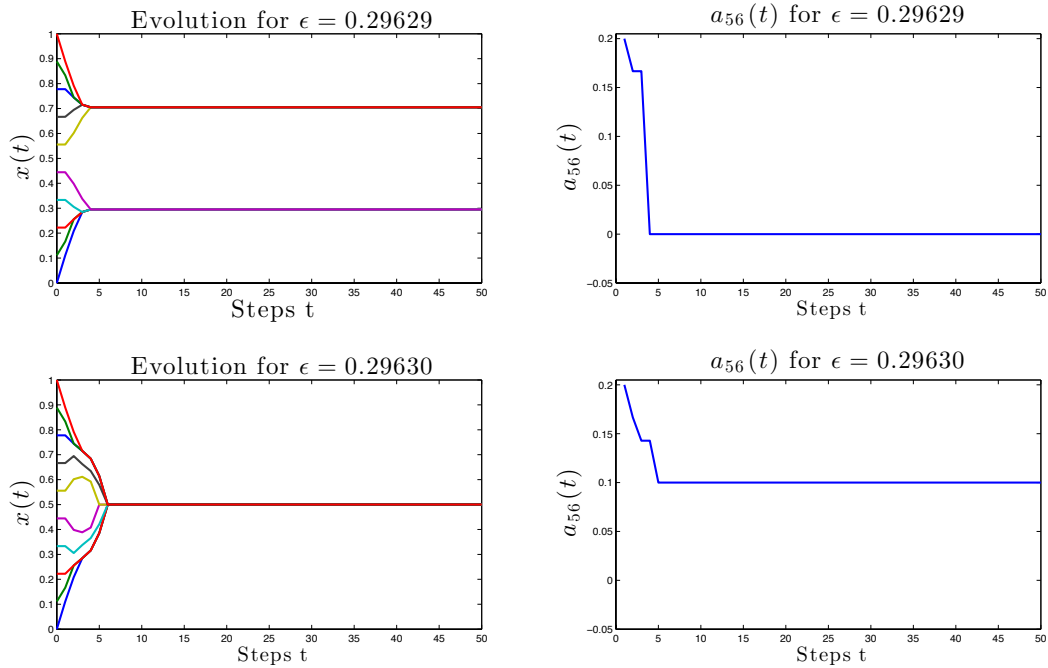 Evolution for ϵ = 0.29629
1
0.9
0.8
0.7
0.6
0.5
0.4
0.3
0.2
0.1
0
x(t)
0 5 10 15 20 25 30 35 40 45 50
Steps t
a56(t) for ϵ = 0.29629
0.2
0.15
0.1
0.05
0
−0.05
a56(t)
0 5 10 15 20 25 30 35 40 45 50
Steps t
Evolution for ϵ = 0.29630
1
0.9
0.8
0.7
0.6
0.5
0.4
0.3
0.2
0.1
0
x(t)
0 5 10 15 20 25 30 35 40 45 50
Steps t
a56(t) for ϵ = 0.29630
0.2
0.15
0.1
0.05
0
−0.05
a56(t)
0 5 10 15 20 25 30 35 40 45 50
Steps t